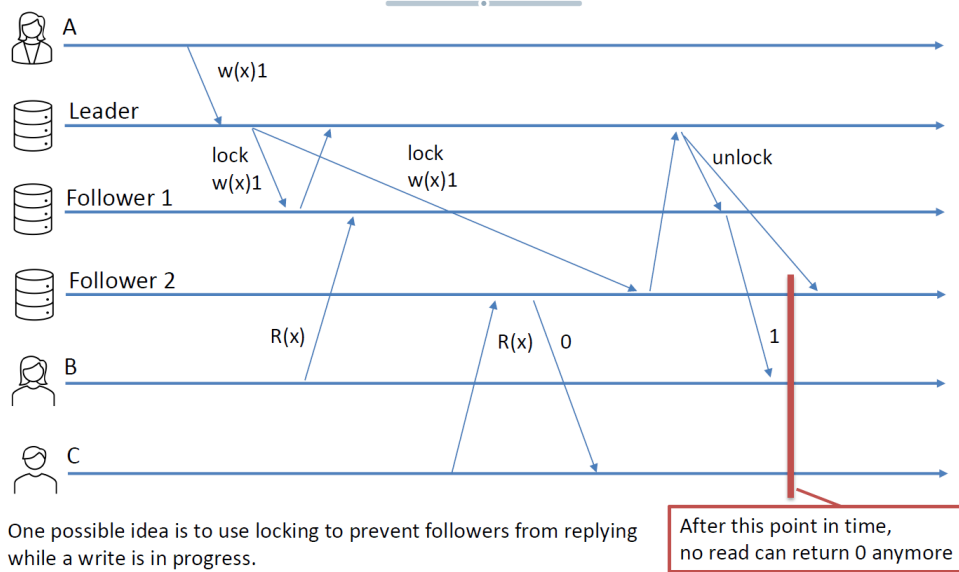 A
w(x)1
Leader
lock
w(x)1
lock
w(x)1
unlock
Follower 1
Follower 2
R(x)
R(x)
0
1
B
C
One possible idea is to use locking to prevent followers from replying
while a write is in progress.
After this point in time,
no read can return 0 anymore